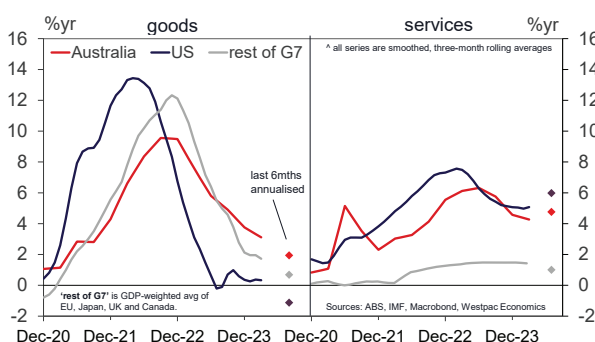 %yr goods services %yr
Australia US rest of G7
^ all series are smoothed, three-month rolling averages
16 16
14 14
12 12
10 10
8 8
6 6
4 4
2 2
0 0
-2 -2
last 6mths
annualised
'rest of G7' is GDP-weighted avg of
EU, Japan, UK and Canada.
Sources: ABS, IMF, Macrobond, Westpac Economics
Dec-20 Dec-21 Dec-22 Dec-23 Dec-20 Dec-21 Dec-22 Dec-23